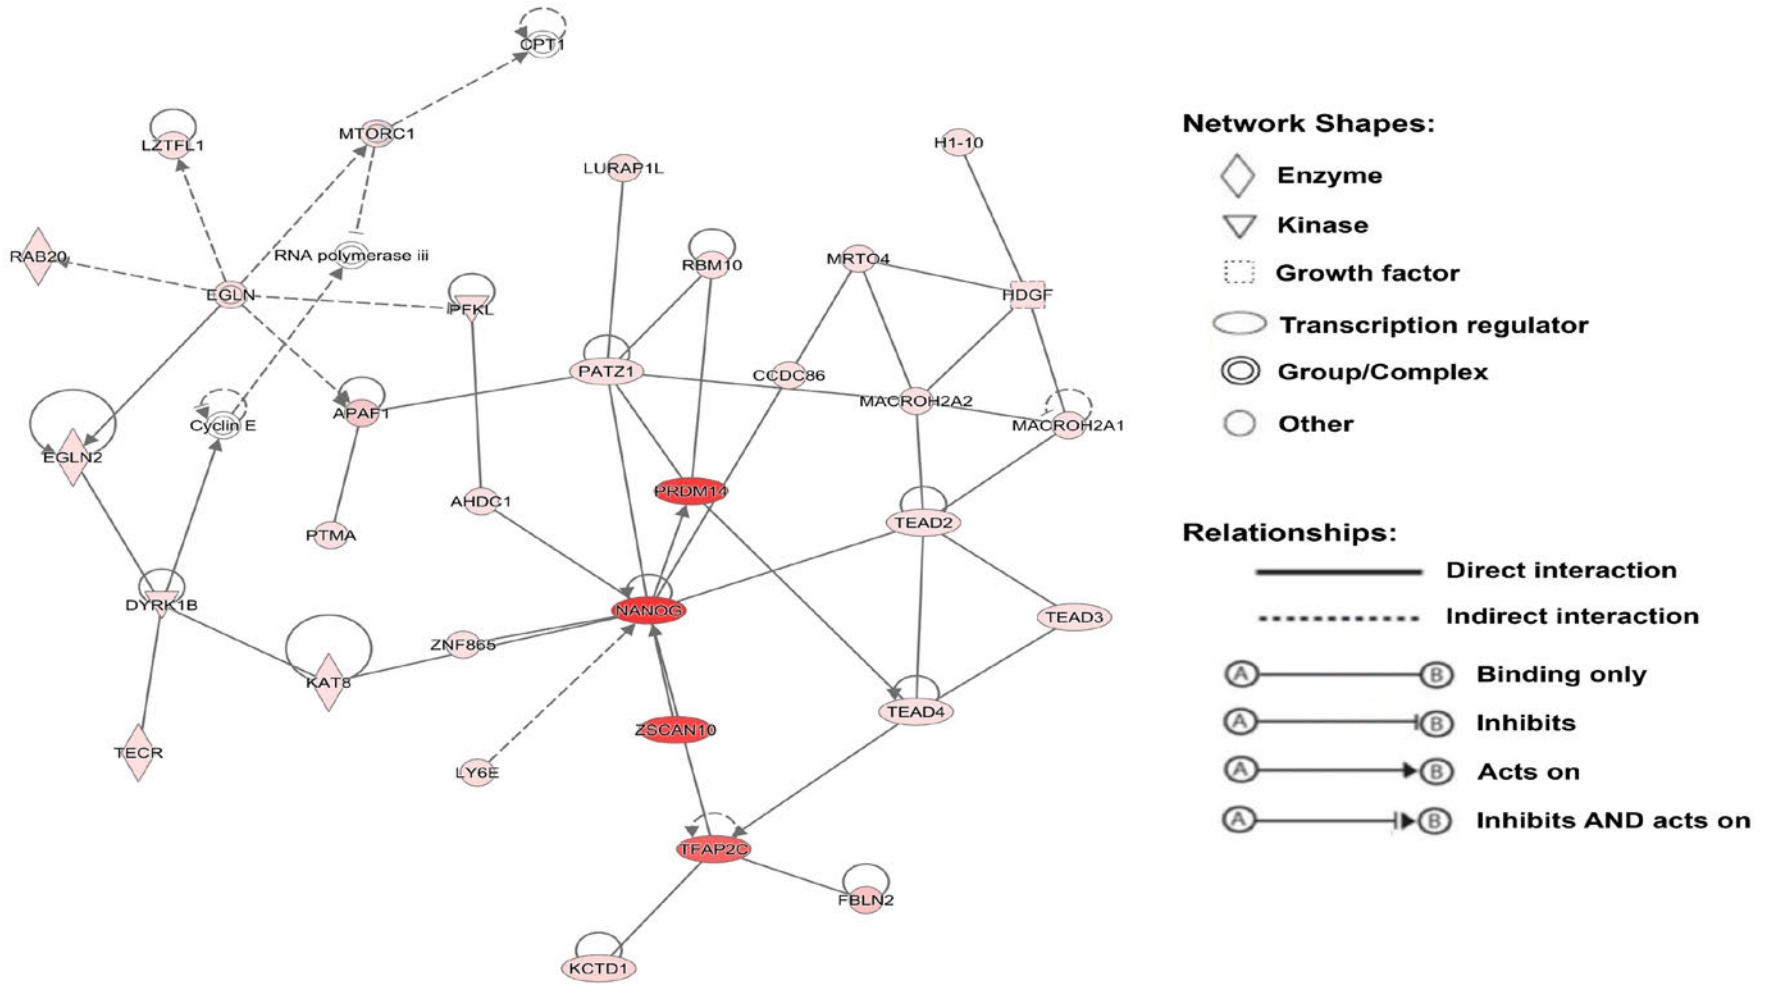 CPT1
MTORC1
LZTFL1
H1-10
LURAP1L
RAB20
RNA polymerase iii
RBM10
MRTO4
EGLN
HDGF
PFKL
PATZ1
CCDC86
MACROH2A2
APAF1
Cyclin E
MACROH2A1
EGLN2
PRDM14
AHDC1
TEAD2
PTMA
DYRK1B
NANOG
TEAD3
ZNF865
KAT8
TEAD4
ZSCAN10
TECR
LY6E
TFAP2C
FBLN2
KCTD1
Network Shapes:
Enzyme
Kinase
Growth factor
Transcription regulator
Group/Complex
Other
Relationships:
Direct interaction
Indirect interaction
A B Binding only
A B Inhibits
A B Acts on
A B Inhibits AND acts on